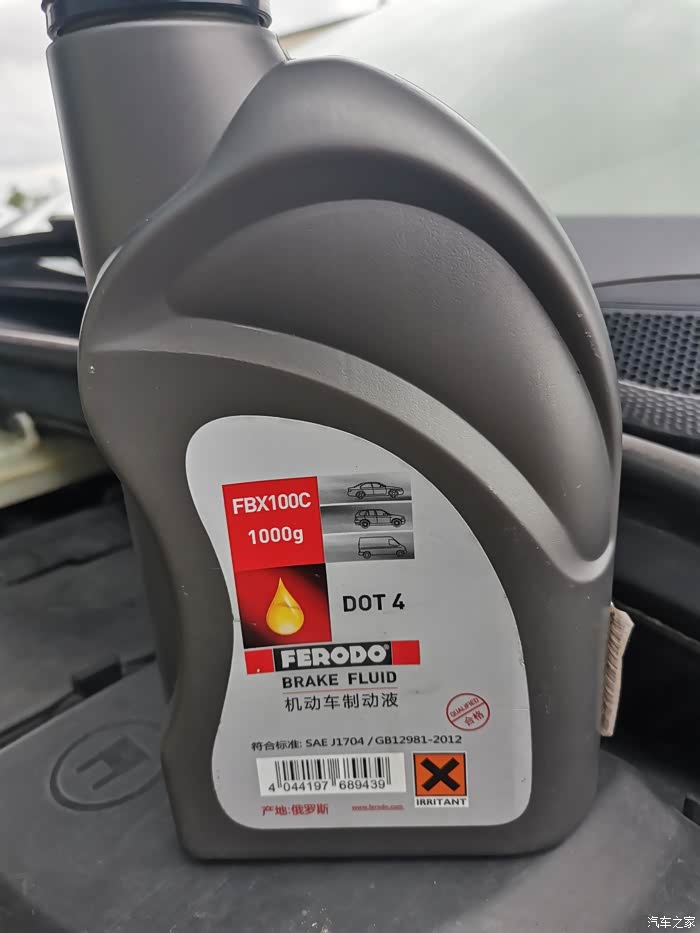 FBX100C
1000g
DOT 4
FERODO®
BRAKE FLUID
机动车制动液
QUALIFIED
合格
符合标准: SAE J1704 / GB12981-2012
4 044197 689439
IRRITANT
产地:俄罗斯
www.ferodo.com
汽车之家